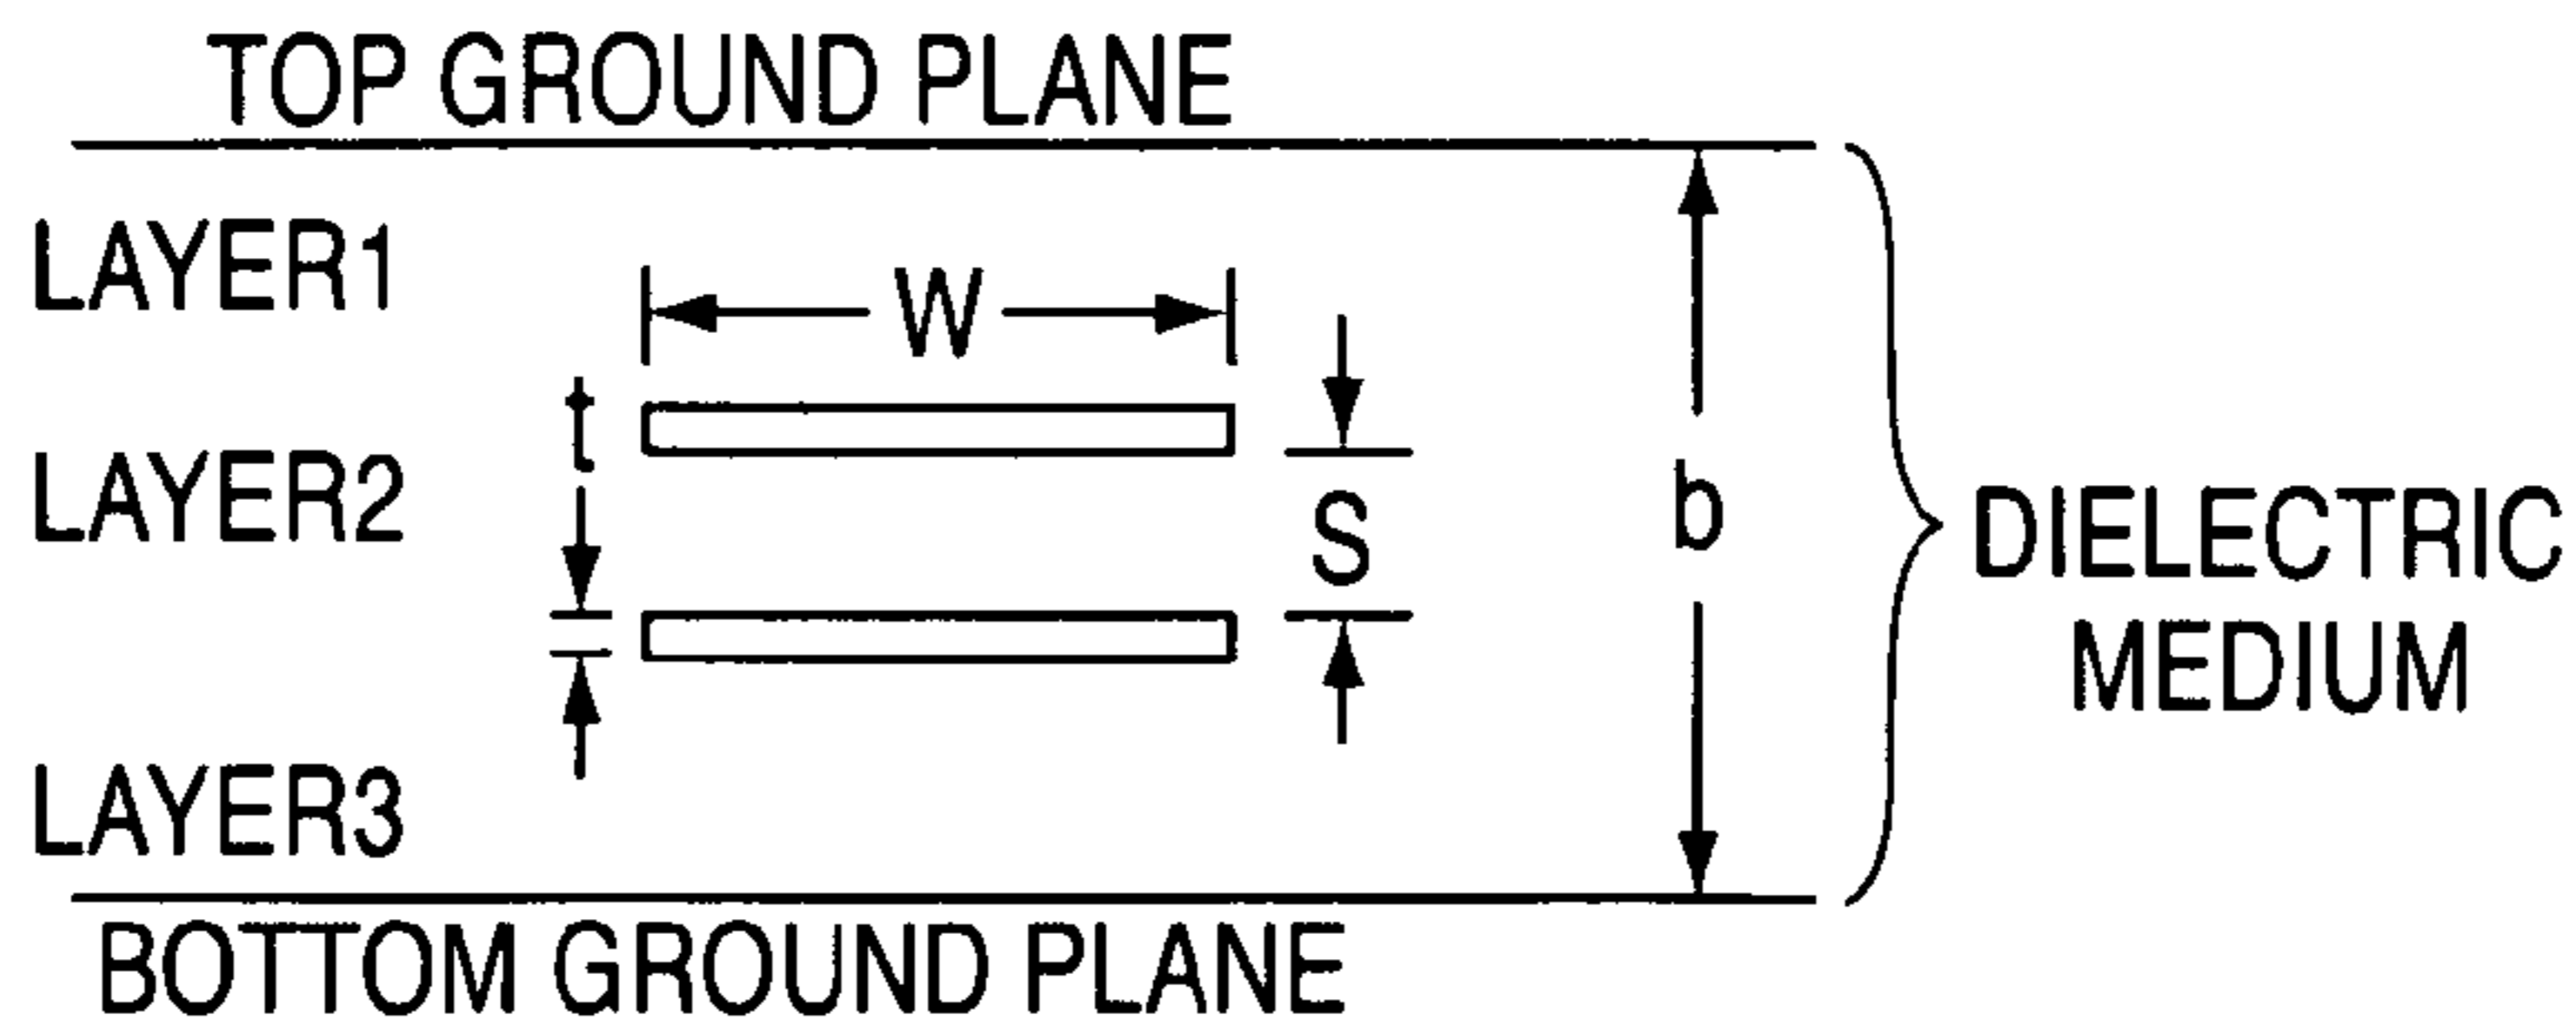 TOP GROUND PLANE
LAYER1
W
t
LAYER2
S
b
DIELECTRIC
MEDIUM
LAYER3
BOTTOM GROUND PLANE